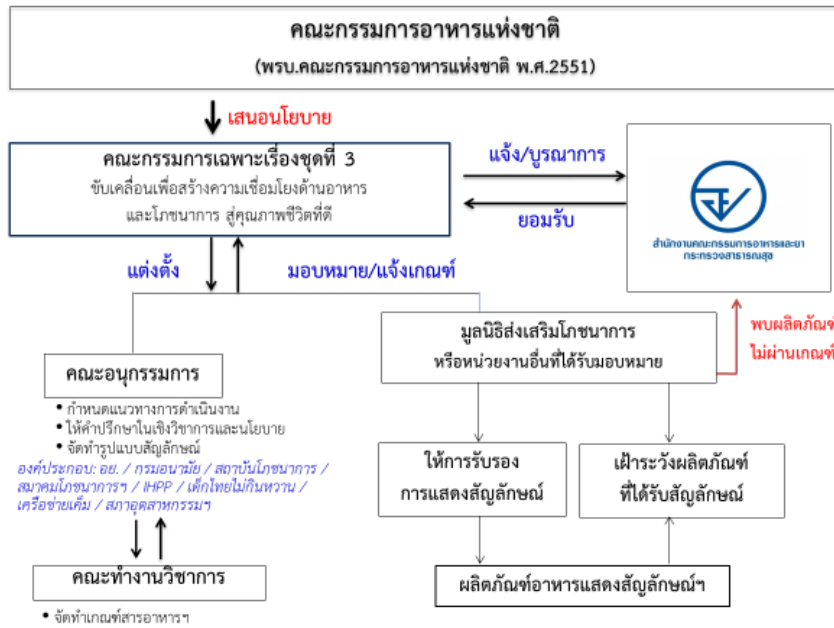 คณะกรรมการอาหารแห่งชาติ
(พรบ.คณะกรรมการอาหารแห่งชาติ พ.ศ.2551)
เสนอนโยบาย
คณะกรรมการเฉพาะเรื่องชุดที่ 3
ขับเคลื่อนเพื่อสร้างความเชื่อมโยงด้านอาหาร
และโภชนาการ สู่คุณภาพชีวิตที่ดี
แจ้ง/บูรณาการ
ยอมรับ
สำนักงานคณะกรรมการอาหารและยา
กระทรวงสาธารณสุข
แต่งตั้ง
มอบหมาย/แจ้งเกณฑ์
มูลนิธิส่งเสริมโภชนาการ
หรือหน่วยงานอื่นที่ได้รับมอบหมาย
พบผลิตภัณฑ์
ไม่ผ่านเกณฑ์
คณะอนุกรรมการ
• กำหนดแนวทางการดำเนินงาน
• ให้คำปรึกษาในเชิงวิชาการและนโยบาย
• จัดทำรูปแบบสัญลักษณ์
องค์ประกอบ: อย. / กรมอนามัย / สถาบันโภชนาการ /
สมาคมโภชนาการฯ / IHPP / เด็กไทยไม่กินหวาน /
เครือข่ายเค็ม / สภาอุตสาหกรรมฯ
ให้การรับรอง
การแสดงสัญลักษณ์
เฝ้าระวังผลิตภัณฑ์
ที่ได้รับสัญลักษณ์
คณะทำงานวิชาการ
• จัดทำเกณฑ์สารอาหารฯ
ผลิตภัณฑ์อาหารแสดงสัญลักษณ์ฯ